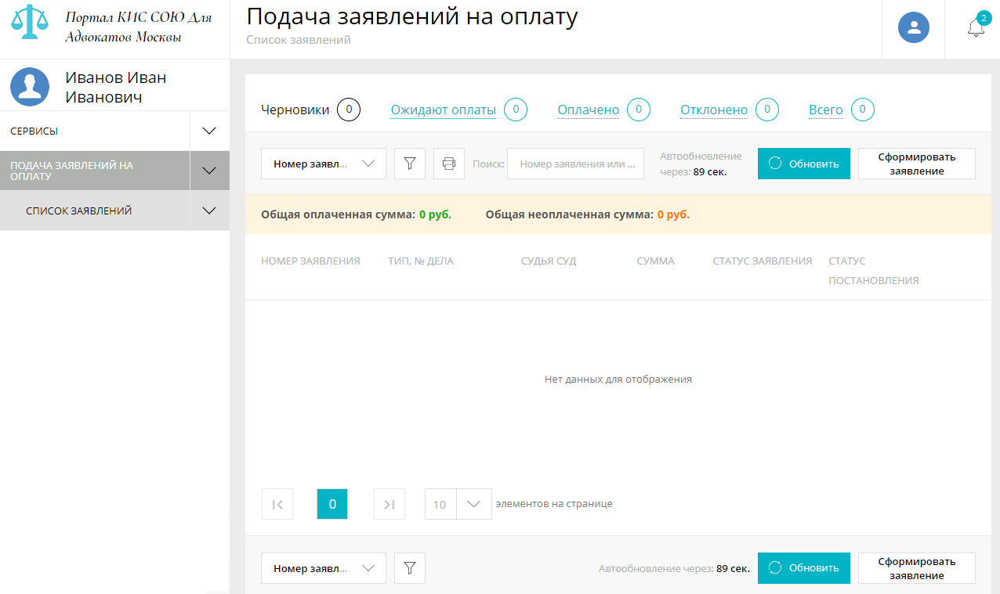 Портал КИС СОЮ Для
Адвокатов Москвы
Подача заявлений на оплату
Список заявлений
2
Иванов Иван
Иванович
СЕРВИСЫ
ПОДАЧА ЗАЯВЛЕНИЙ НА
ОПЛАТУ
СПИСОК ЗАЯВЛЕНИЙ
Черновики 0 Ожидают оплаты 0 Оплачено 0 Отклонено 0 Всего 0
Номер заявл... Поиск: Номер заявления или ... Автообновление
через: 89 сек. Обновить Сформировать
заявление
Общая оплаченная сумма: 0 руб. Общая неоплаченная сумма: 0 руб.
НОМЕР ЗАЯВЛЕНИЯ ТИП, № ДЕЛА СУДЬЯ СУД СУММА СТАТУС ЗАЯВЛЕНИЯ СТАТУС
ПОСТАНОВЛЕНИЯ
Нет данных для отображения
0 10 элементов на странице
Номер заявл... Автообновление через: 89 сек. Обновить Сформировать
заявление